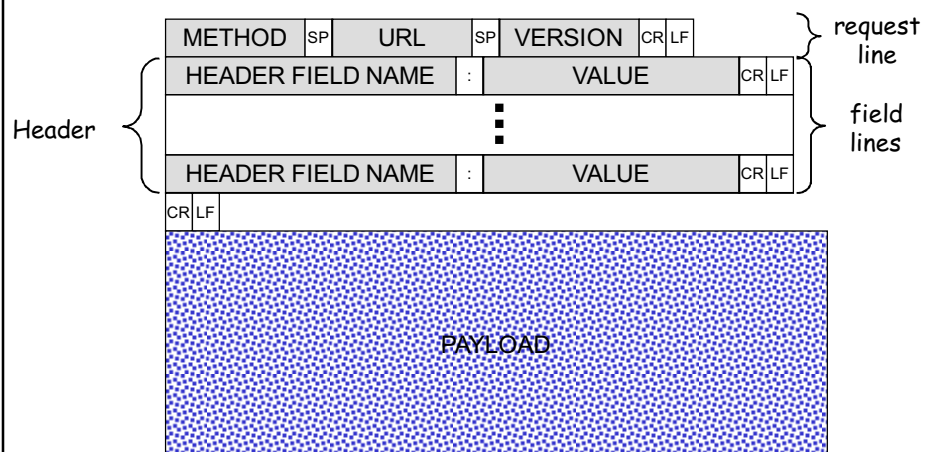 METHOD SP URL SP VERSION CR LF
request
line
HEADER FIELD NAME : VALUE CR LF
Header
field
lines
HEADER FIELD NAME : VALUE CR LF
CR LF
PAYLOAD